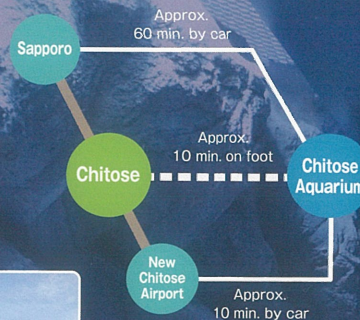 Approx.
60 min. by car
Sapporo
Approx.
10 min. on foot
Chitose
Chitose
Aquarium
New
Chitose
Airport
Approx.
10 min. by car